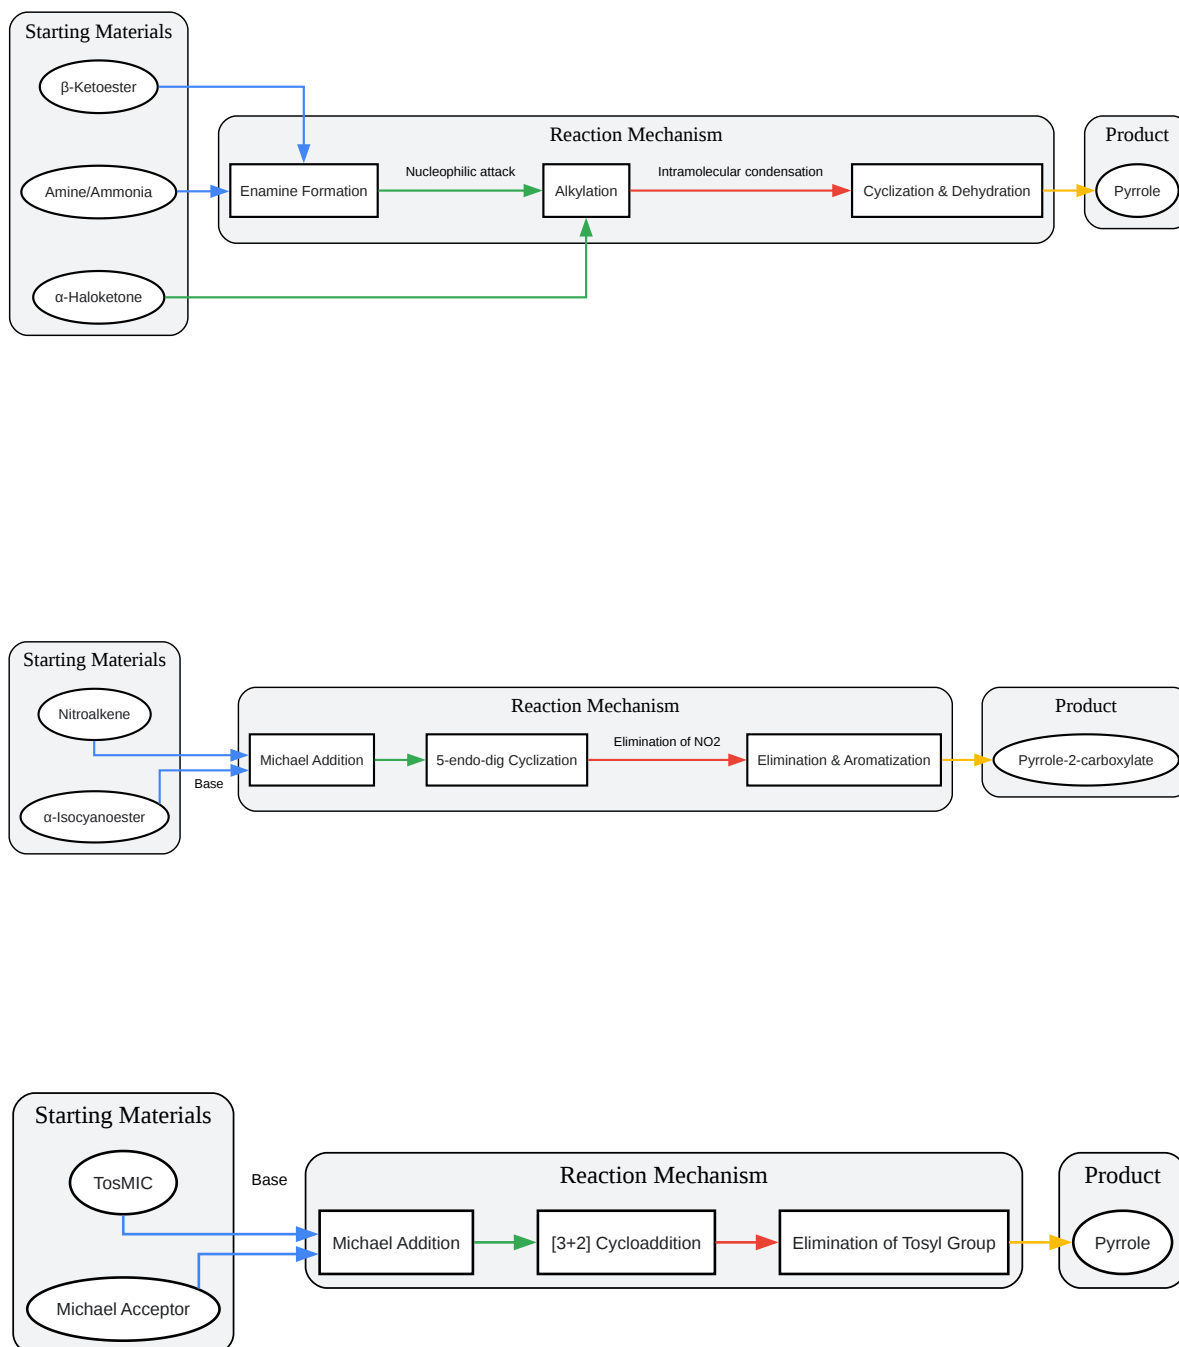 Starting Materials
β-Ketoester
Amine/Ammonia
α-Haloketone
Reaction Mechanism
Enamine Formation
Nucleophilic attack
Alkylation
Intramolecular condensation
Cyclization & Dehydration
Product
Pyrrole
Starting Materials
Nitroalkene
α-Isocyanoester
Base
Reaction Mechanism
Michael Addition
5-endo-dig Cyclization
Elimination of NO2
Elimination & Aromatization
Product
Pyrrole-2-carboxylate
Starting Materials
TosMIC
Michael Acceptor
Base
Reaction Mechanism
Michael Addition
[3+2] Cycloaddition
Elimination of Tosyl Group
Product
Pyrrole